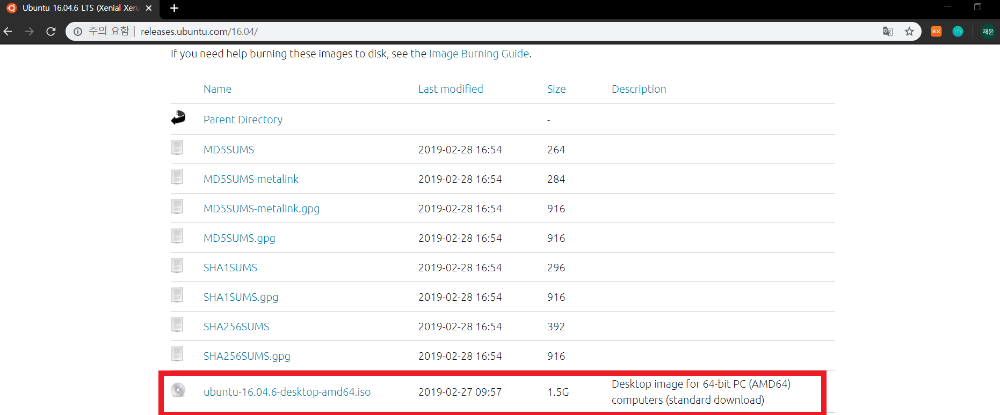 Ubuntu 16.04.6 LTS (Xenial Xeru
주의 요함 releases.ubuntu.com/16.04/ EX m 재윤
If you need help burning these images to disk, see the Image Burning Guide.
Name Last modified Size Description
Parent Directory -
MD5SUMS 2019-02-28 16:54 264
MD5SUMS-metalink 2019-02-28 16:54 284
MD5SUMS-metalink.gpg 2019-02-28 16:54 916
MD5SUMS.gpg 2019-02-28 16:54 916
SHA1SUMS 2019-02-28 16:54 296
SHA1SUMS.gpg 2019-02-28 16:54 916
SHA256SUMS 2019-02-28 16:54 392
SHA256SUMS.gpg 2019-02-28 16:54 916
ubuntu-16.04.6-desktop-amd64.iso 2019-02-27 09:57 1.5G Desktop image for 64-bit PC (AMD64)
computers (standard download)